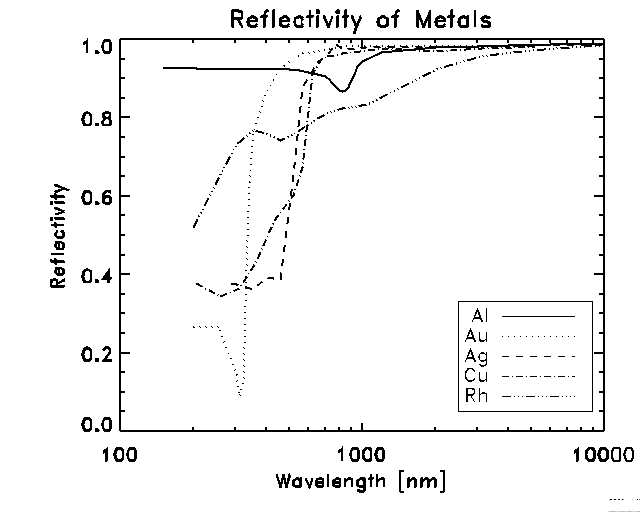 Reflectivity of Metals
1.0
0.8
0.6
0.4
0.2
0.0
Reflectivity
Al
Au
Ag
Cu
Rh
100
1000
10000
Wavelength [nm]